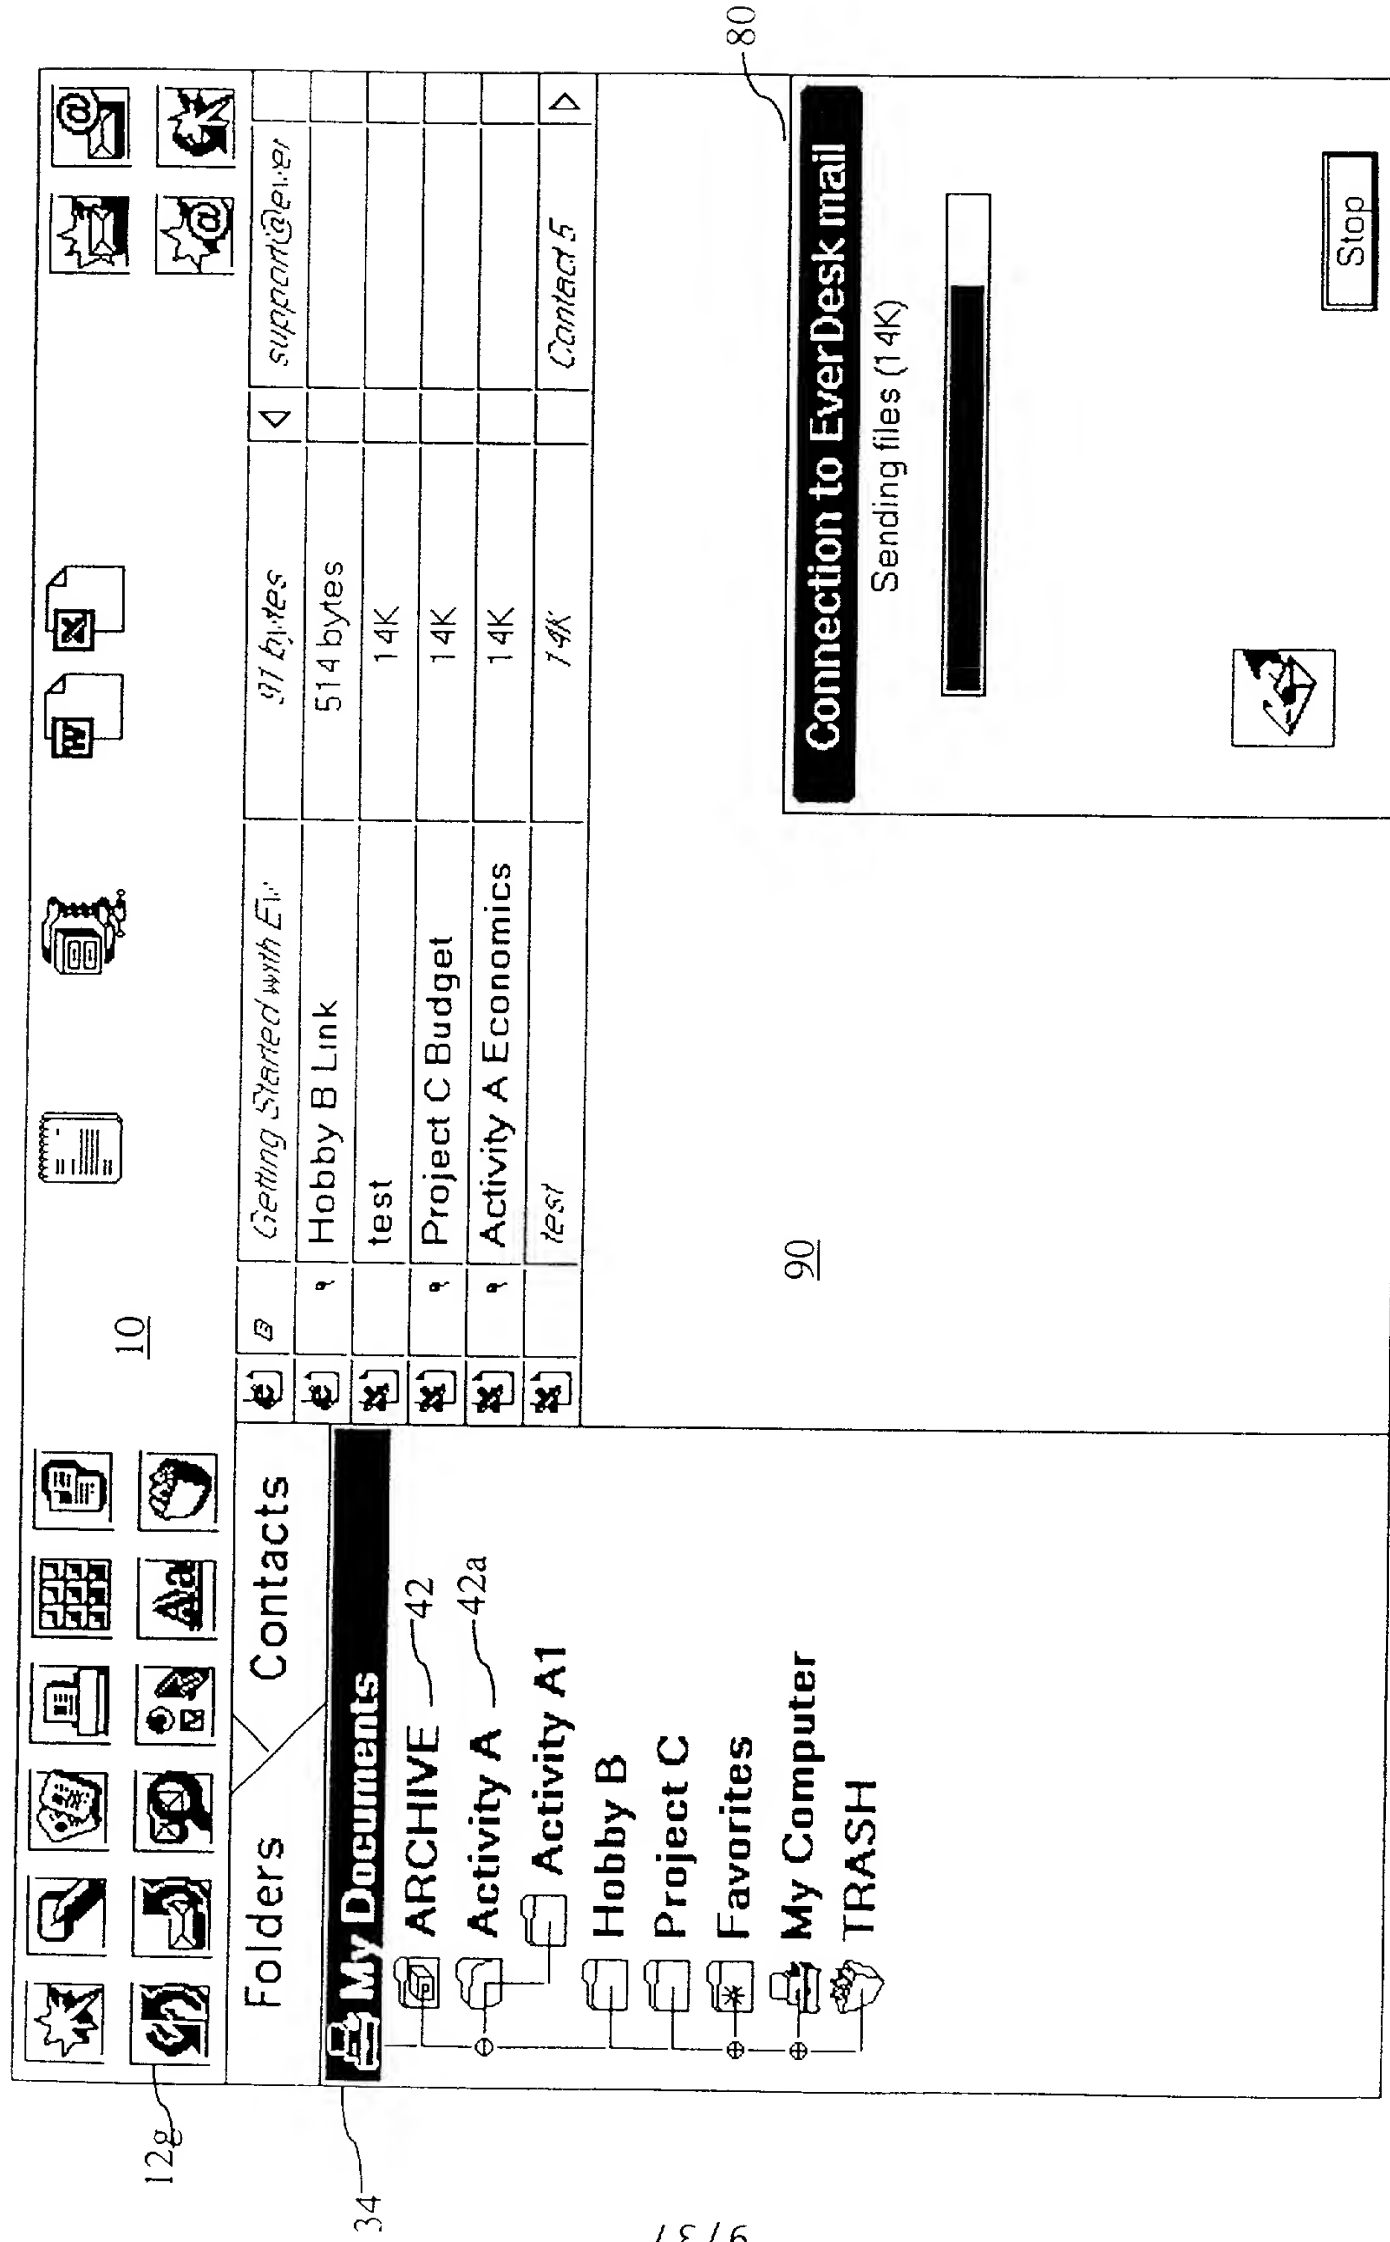 10
12g
Folders Contacts
34
My Documents
ARCHIVE 42
Activity A 42a
Activity A1
Hobby B
Project C
Favorites
My Computer
TRASH
Getting Started with Ev 91 bytes support@ever
Hobby B Link 514 bytes
test 14K
Project C Budget 14K
Activity A Economics 14K
test 14K Contact 5
90
80
Connection to EverDesk mail
Sending files (14K)
Stop
9/37